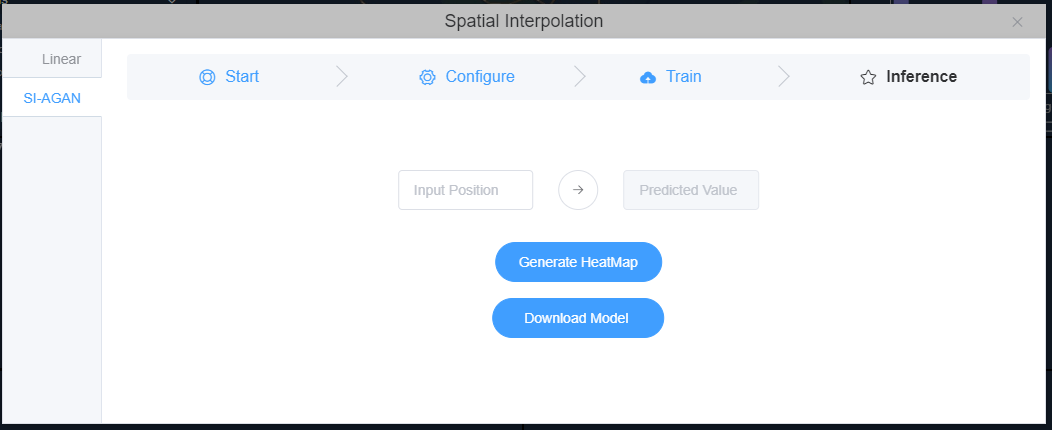 Spatial Interpolation
Linear
SI-AGAN
Start
Configure
Train
Inference
Input Position
Predicted Value
Generate HeatMap
Download Model